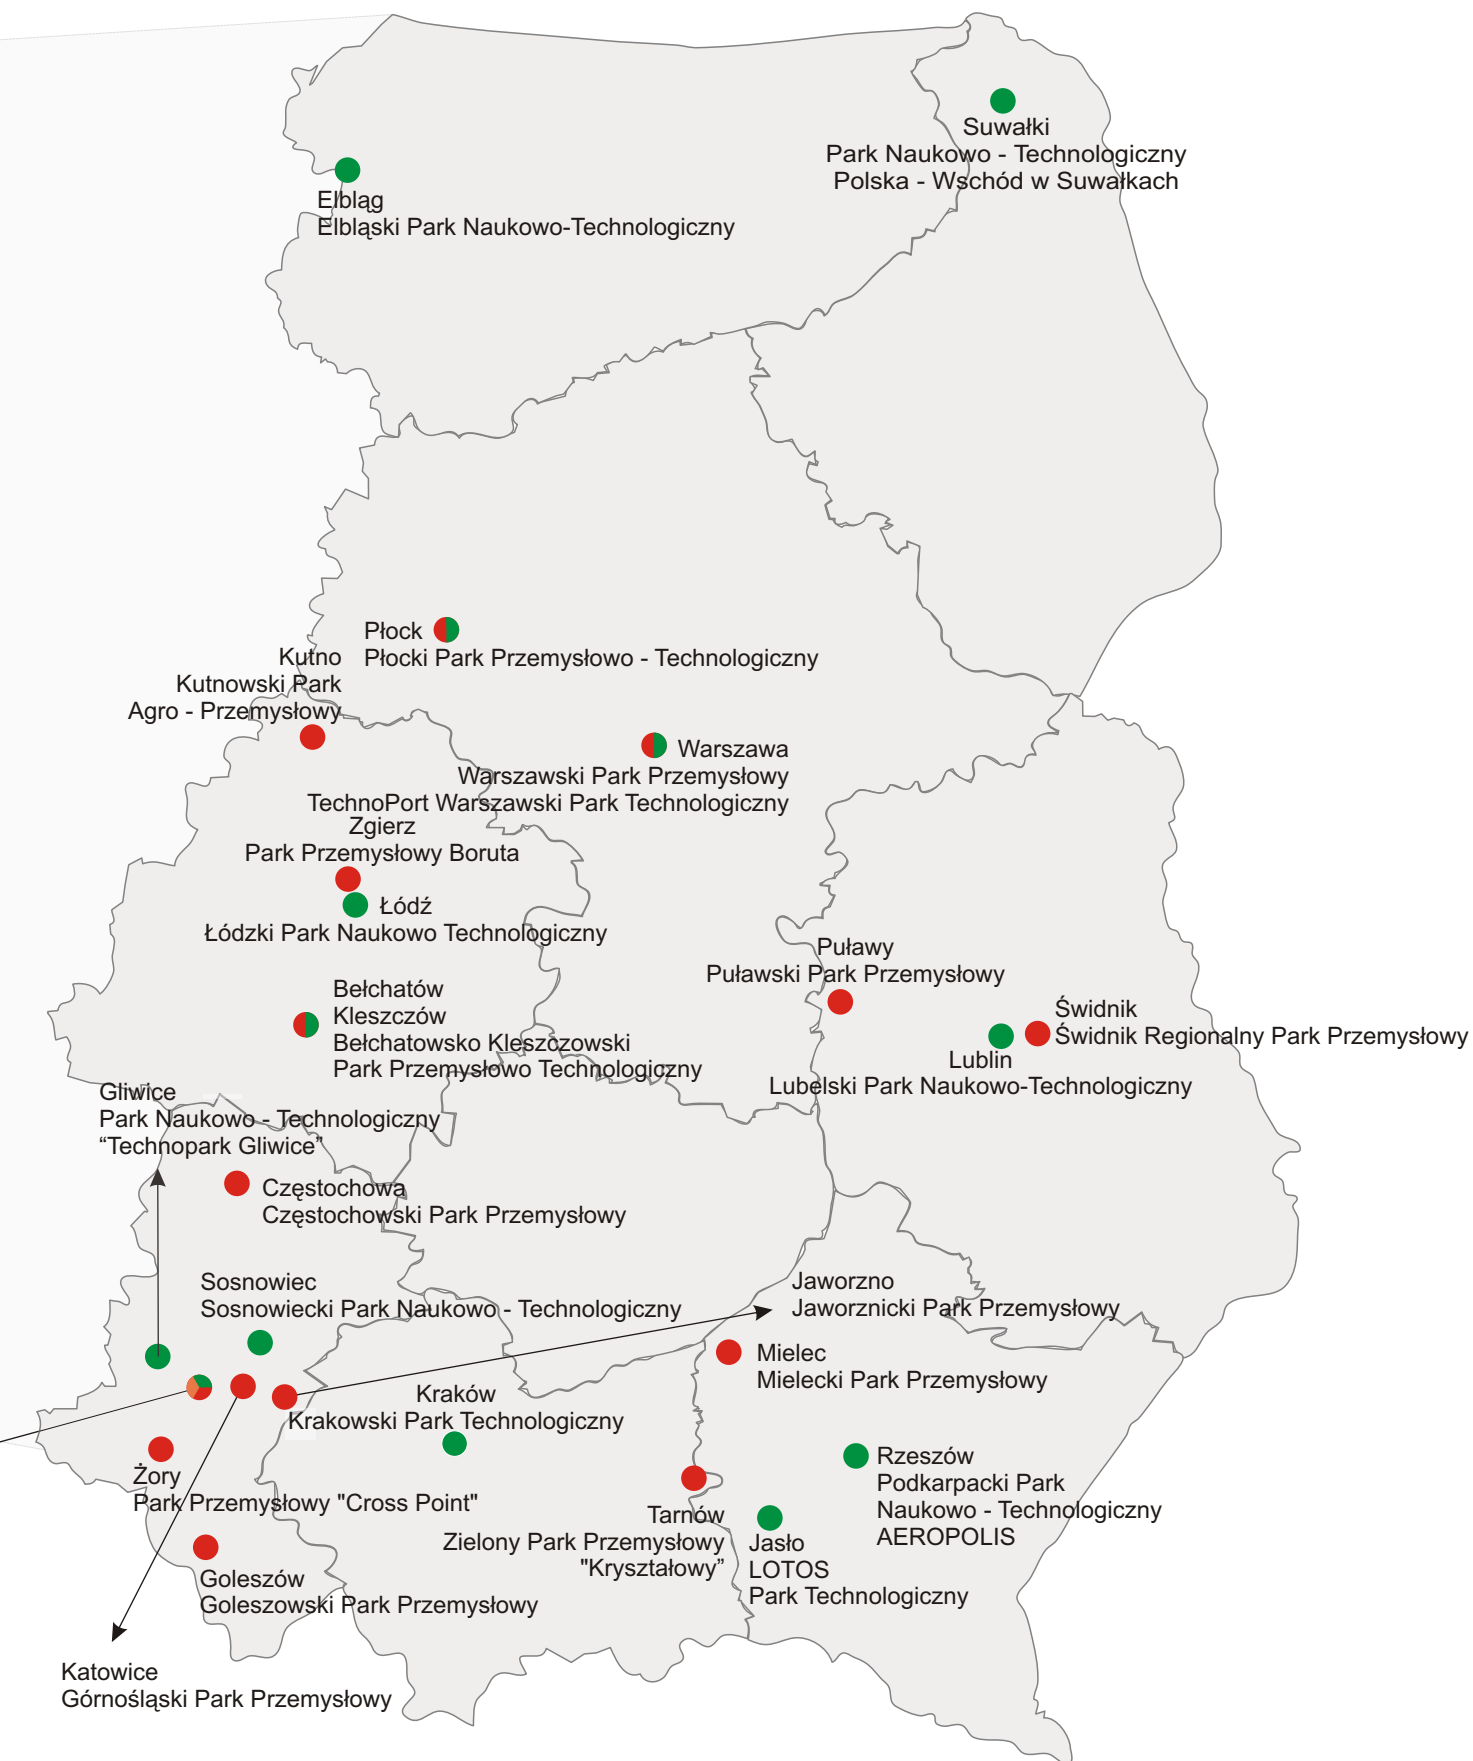 Suwałki
Park Naukowo - Technologiczny
Polska - Wschód w Suwałkach
Elbląg
Elbląski Park Naukowo-Technologiczny
Płock
Płocki Park Przemysłowo - Technologiczny
Kutno
Kutnowski Park
Agro - Przemysłowy
Warszawa
Warszawski Park Przemysłowy
TechnoPort Warszawski Park Technologiczny
Zgierz
Park Przemysłowy Boruta
Łódź
Łódzki Park Naukowo Technologiczny
Puławy
Puławski Park Przemysłowy
Bełchatów
Kleszczów
Bełchatowsko Kleszczowski
Park Przemysłowo Technologiczny
Świdnik
Świdnik Regionalny Park Przemysłowy
Lublin
Lubelski Park Naukowo-Technologiczny
Gliwice
Park Naukowo - Technologiczny
“Technopark Gliwice”
Częstochowa
Częstochowski Park Przemysłowy
Sosnowiec
Sosnowiecki Park Naukowo - Technologiczny
Jaworzno
Jaworznicki Park Przemysłowy
Mielec
Mielecki Park Przemysłowy
Kraków
Krakowski Park Technologiczny
Rzeszów
Podkarpacki Park
Naukowo - Technologiczny
AEROPOLIS
Żory
Park Przemysłowy "Cross Point"
Tarnów
Zielony Park Przemysłowy
"Kryształowy”
Jasło
LOTOS
Park Technologiczny
Goleszów
Goleszowski Park Przemysłowy
Katowice
Górnośląski Park Przemysłowy